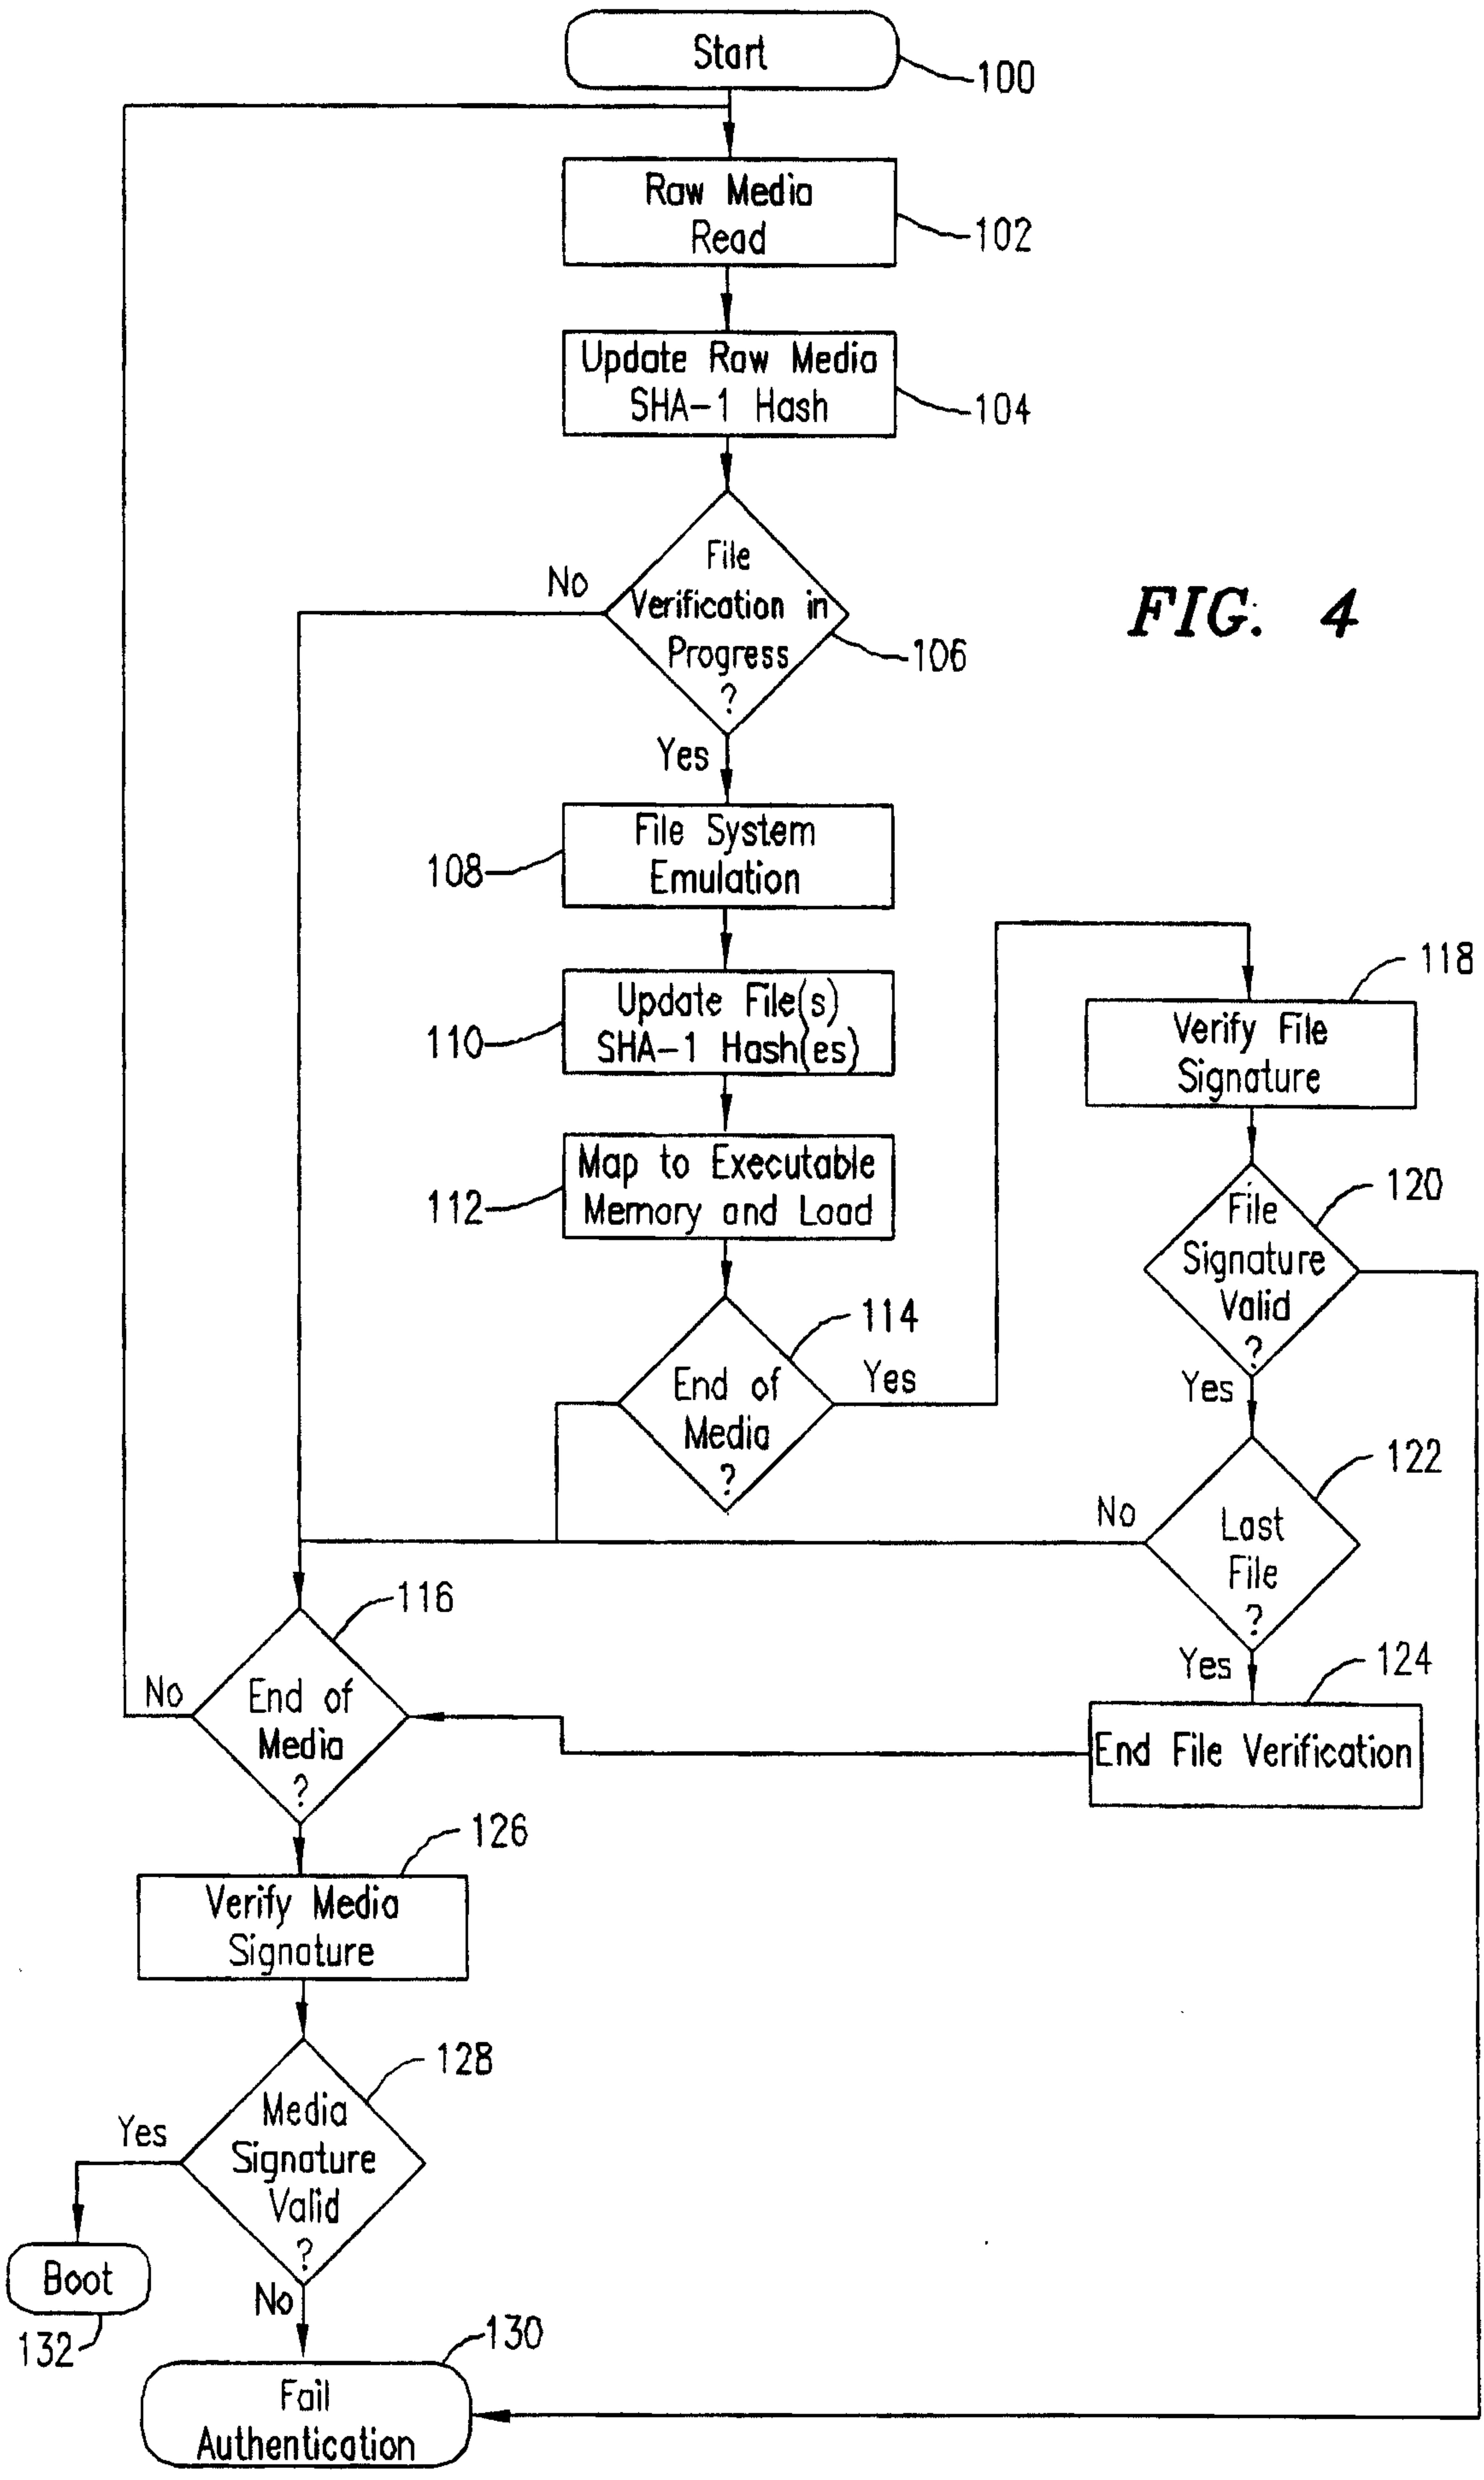 Start
100
Raw Media
Read
102
Update Raw Media
SHA-1 Hash
104
File
Verification in
Progress
?
106
No
FIG. 4
Yes
File System
Emulation
108
Update File(s)
SHA-1 Hash(es)
110
Map to Executable
Memory and Load
112
End of
Media
?
114
Yes
Verify File
Signature
118
File
Signature
Valid
?
120
Yes
Last
File
?
122
No
Yes
End File Verification
124
End of
Media
?
116
No
Verify Media
Signature
126
Media
Signature
Valid
?
128
Yes
Boot
132
No
Fail
Authentication
130